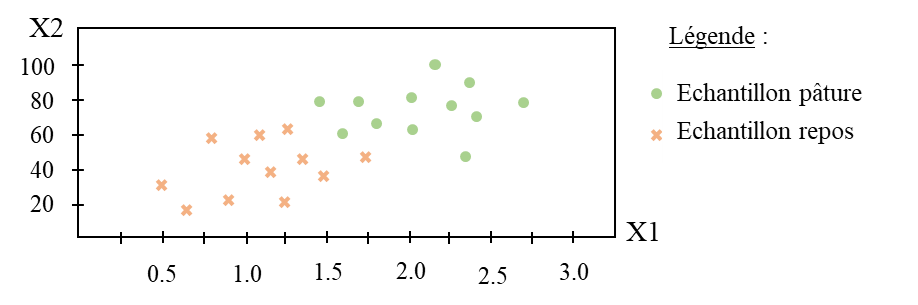 X2
100
80
60
40
20
0.5 1.0 1.5 2.0 2.5 3.0
X1
Légende :
Echantillon pâture
Echantillon repos